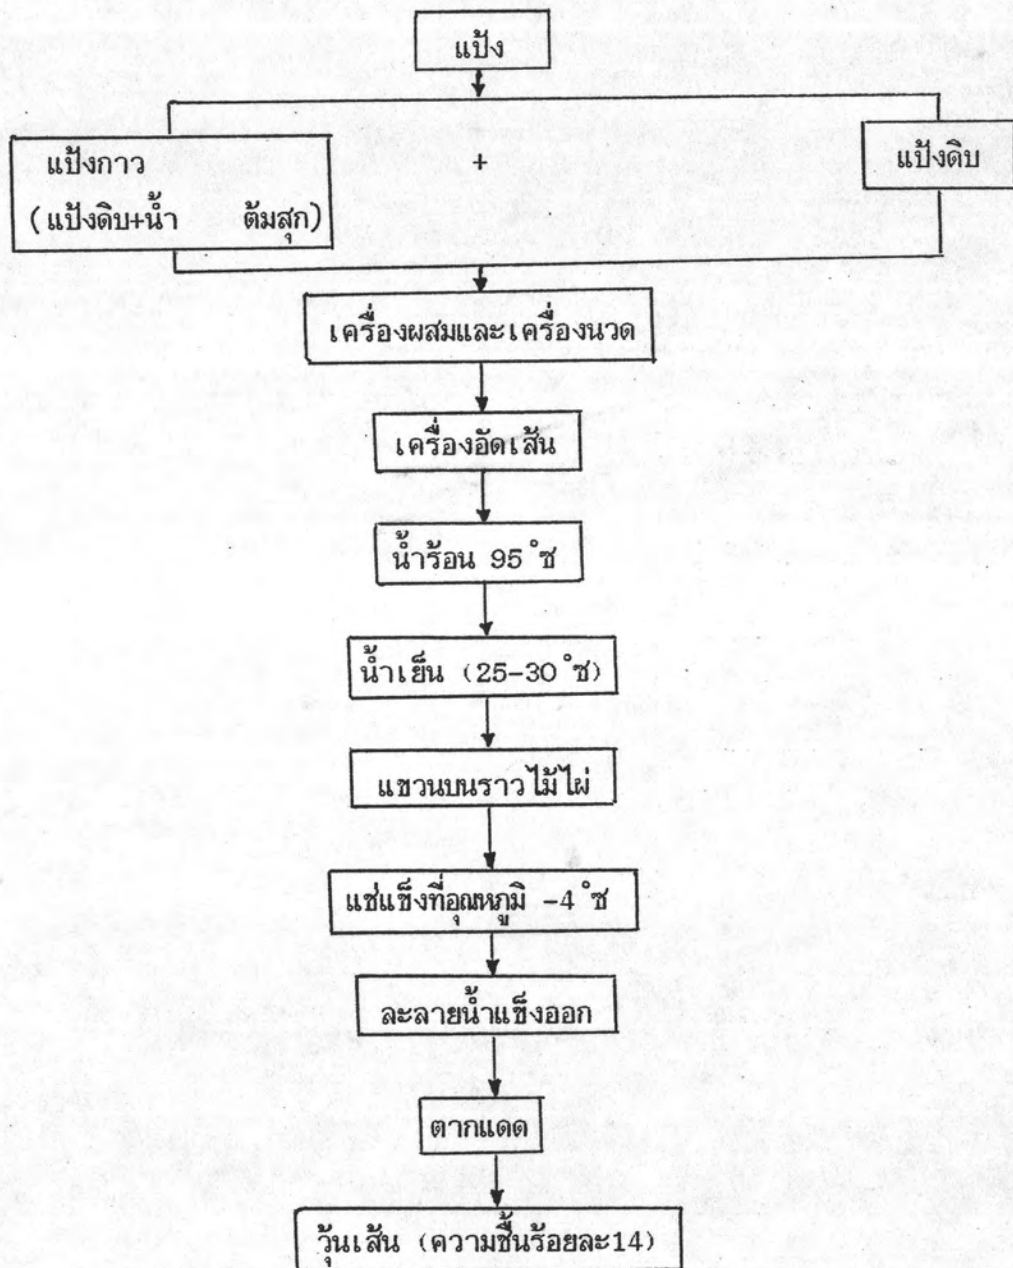 แป้ง
แป้งกาว + แป้งดิบ
(แป้งดิบ+น้ำ ต้มสุก)
เครื่องผสมและเครื่องนวด
เครื่องอัดเส้น
น้ำร้อน 95 °ซ
น้ำเย็น (25-30 °ซ)
แขวนบนราวไม้ไผ่
แช่แข็งที่อุณหภูมิ -4 °ซ
ละลายน้ำแข็งออก
ตากแดด
วุ้นเส้น (ความชื้นร้อยละ14)